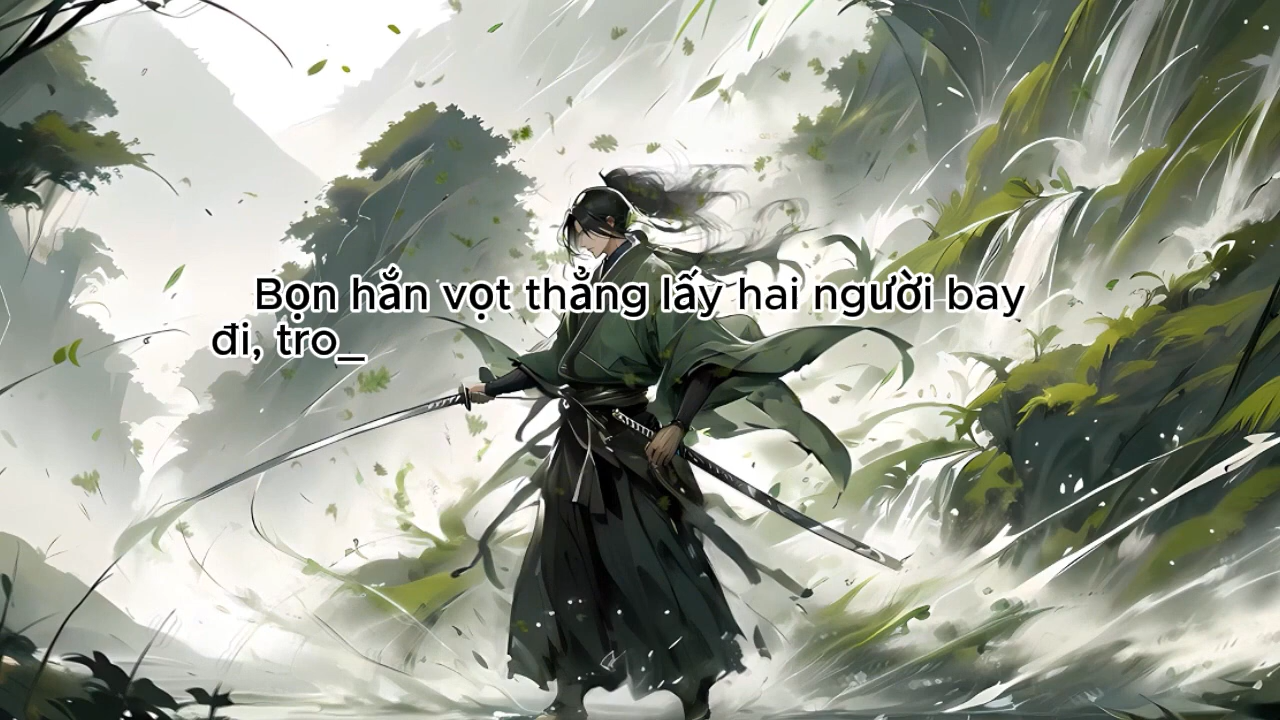 Bọn hắn vọt thẳng lấy hai người bay
đi, tro_